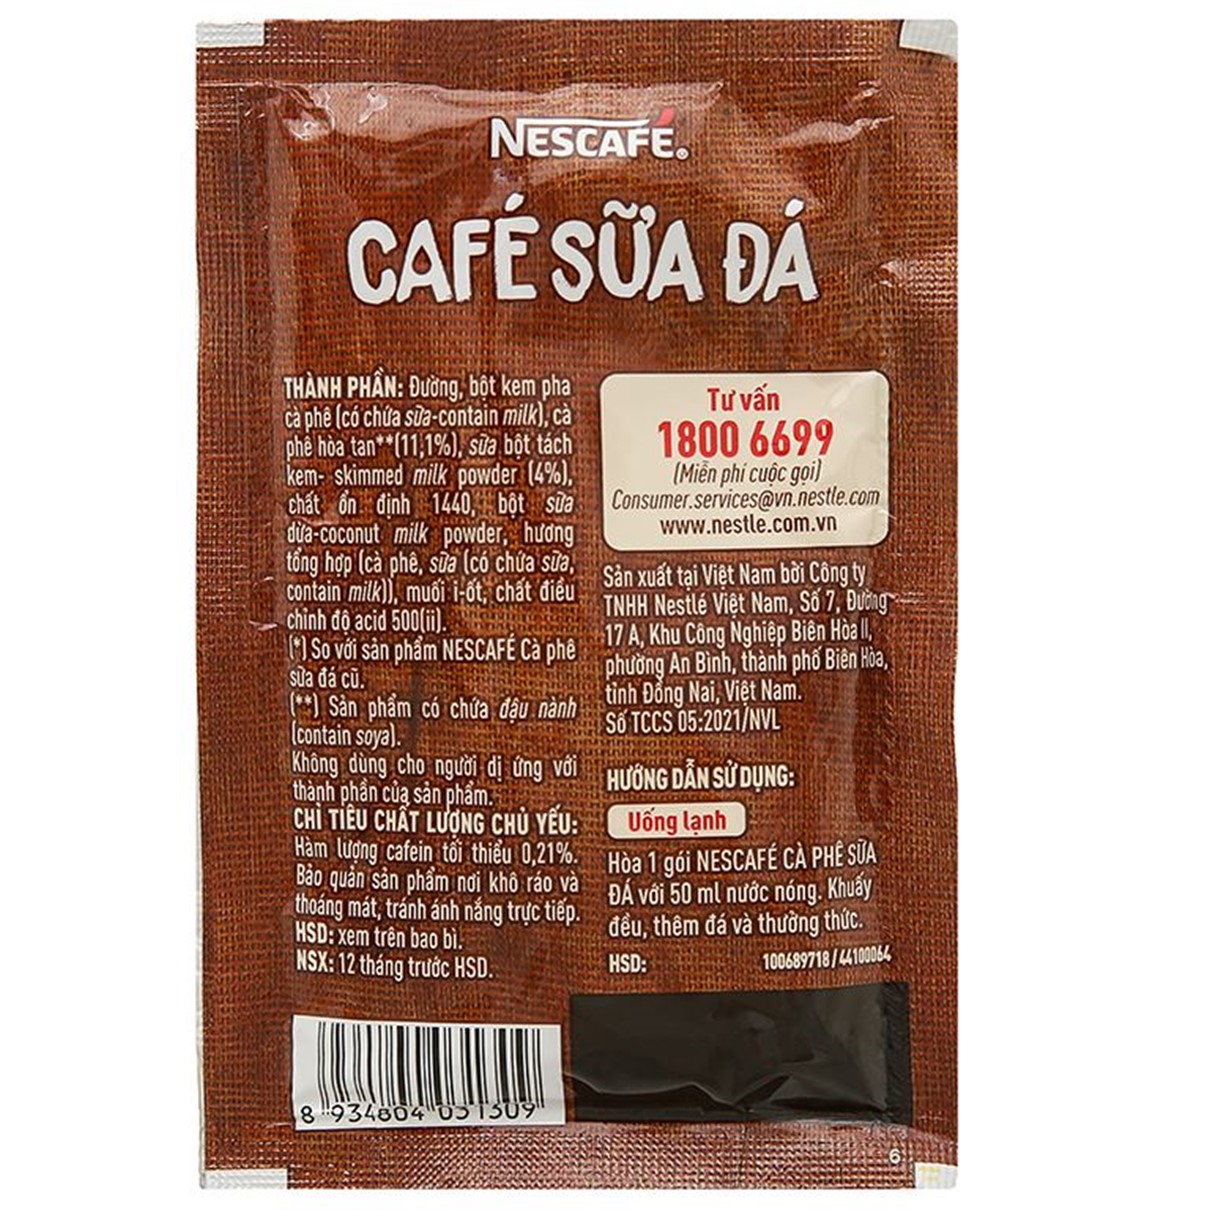 NESCAFÉ®
CAFÉ SỮA ĐÁ
THÀNH PHẦN: Đường, bột kem pha
cà phê (có chứa sữa-contain milk), cà
phê hòa tan**(11,1%), sữa bột tách
kem- skimmed milk powder (4%),
chất ổn định 1440, bột sữa
dừa-coconut milk powder, hương
tổng hợp (cà phê, sữa (có chứa sữa,
contain milk)), muối i-ốt, chất điều
chỉnh độ acid 500(ii).
(*) So với sản phẩm NESCAFÉ Cà phê
sữa đá cũ.
(**) Sản phẩm có chứa đậu nành
(contain soya).
Không dùng cho người dị ứng với
thành phần của sản phẩm.
CHỈ TIÊU CHẤT LƯỢNG CHỦ YẾU:
Hàm lượng cafein tối thiểu 0,21%.
Bảo quản sản phẩm nơi khô ráo và
thoáng mát, tránh ánh nắng trực tiếp.
HSD: xem trên bao bì.
NSX: 12 tháng trước HSD.
8 934804 051309
Tư vấn
1800 6699
(Miễn phí cuộc gọi)
Consumer.services@vn.nestle.com
www.nestle.com.vn
Sản xuất tại Việt Nam bởi Công ty
TNHH Nestlé Việt Nam, Số 7, Đường
17 A, Khu Công Nghiệp Biên Hòa II,
phường An Bình, thành phố Biên Hòa,
tỉnh Đồng Nai, Việt Nam.
Số TCCS 05:2021/NVL
HƯỚNG DẪN SỬ DỤNG:
Uống lạnh
Hòa 1 gói NESCAFÉ CÀ PHÊ SỮA
ĐÁ với 50 ml nước nóng. Khuấy
đều, thêm đá và thưởng thức.
HSD: 100689718/44100064
6